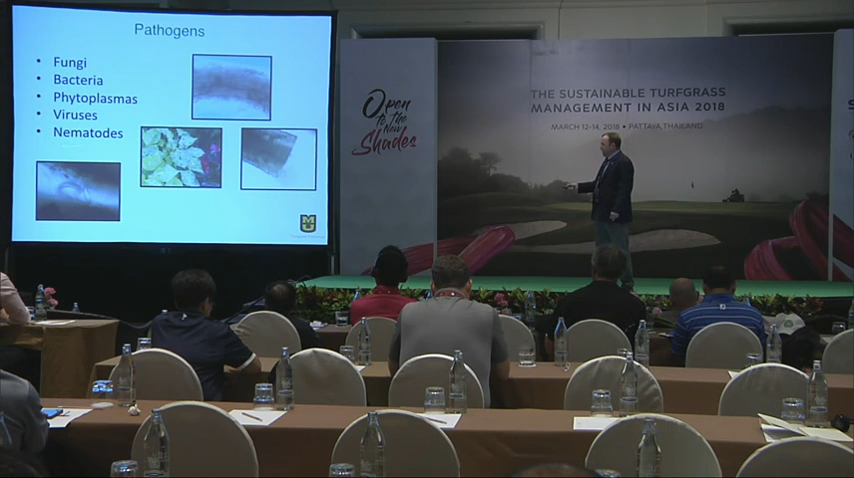 Pathogens
• Fungi
• Bacteria
• Phytoplasmas
• Viruses
• Nematodes
Open
to the
New
Shades
THE SUSTAINABLE TURFGRASS
MANAGEMENT IN ASIA 2018
MARCH 12-14, 2018 • PATTAYA, THAILAND